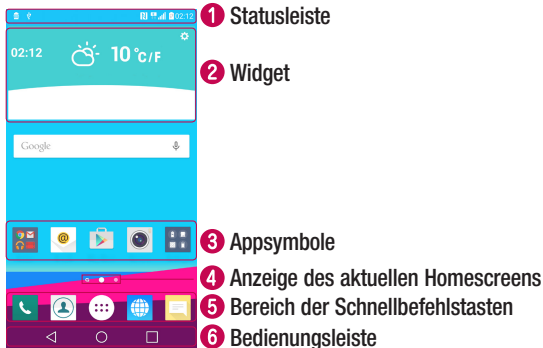 02:12
1 Statusleiste
02:12 10°C/F
2 Widget
Google
3 Appsymbole
4 Anzeige des aktuellen Homescreens
5 Bereich der Schnellbefehlstasten
6 Bedienungsleiste